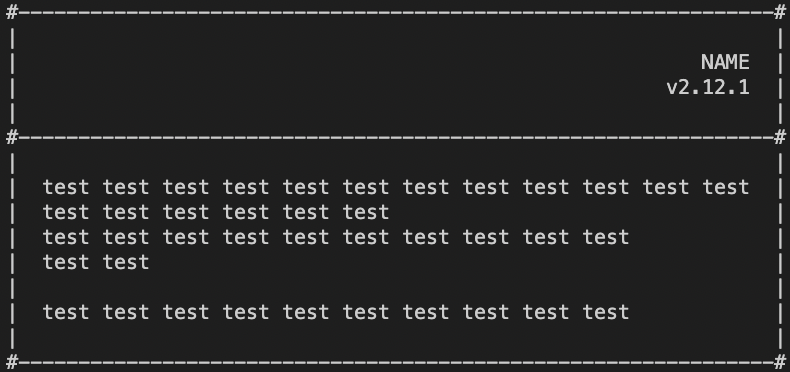 #---------------------------------------------------------------#
|                                                               |
|                                                         NAME  |
|                                                      v2.12.1  |
|                                                               |
#---------------------------------------------------------------#
|                                                               |
|  test test test test test test test test test test test test  |
|  test test test test test test                                |
|  test test test test test test test test test test            |
|  test test                                                    |
|                                                               |
|  test test test test test test test test test test            |
|                                                               |
#---------------------------------------------------------------#